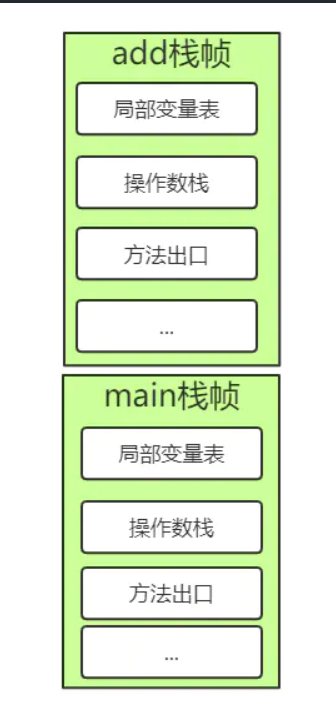 add栈帧
局部变量表
操作数栈
方法出口
...
main栈帧
局部变量表
操作数栈
方法出口
...